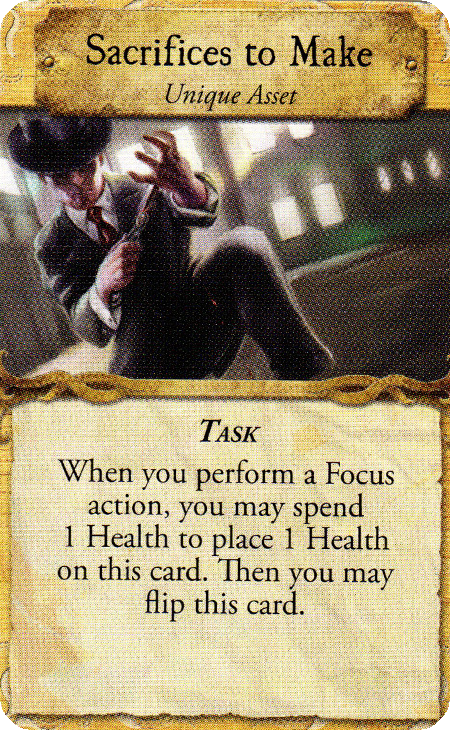 Sacrifices to Make
Unique Asset
TASK
When you perform a Focus
action, you may spend
1 Health to place 1 Health
on this card. Then you may
flip this card.